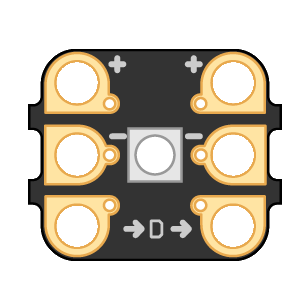 + +
- -
→D→